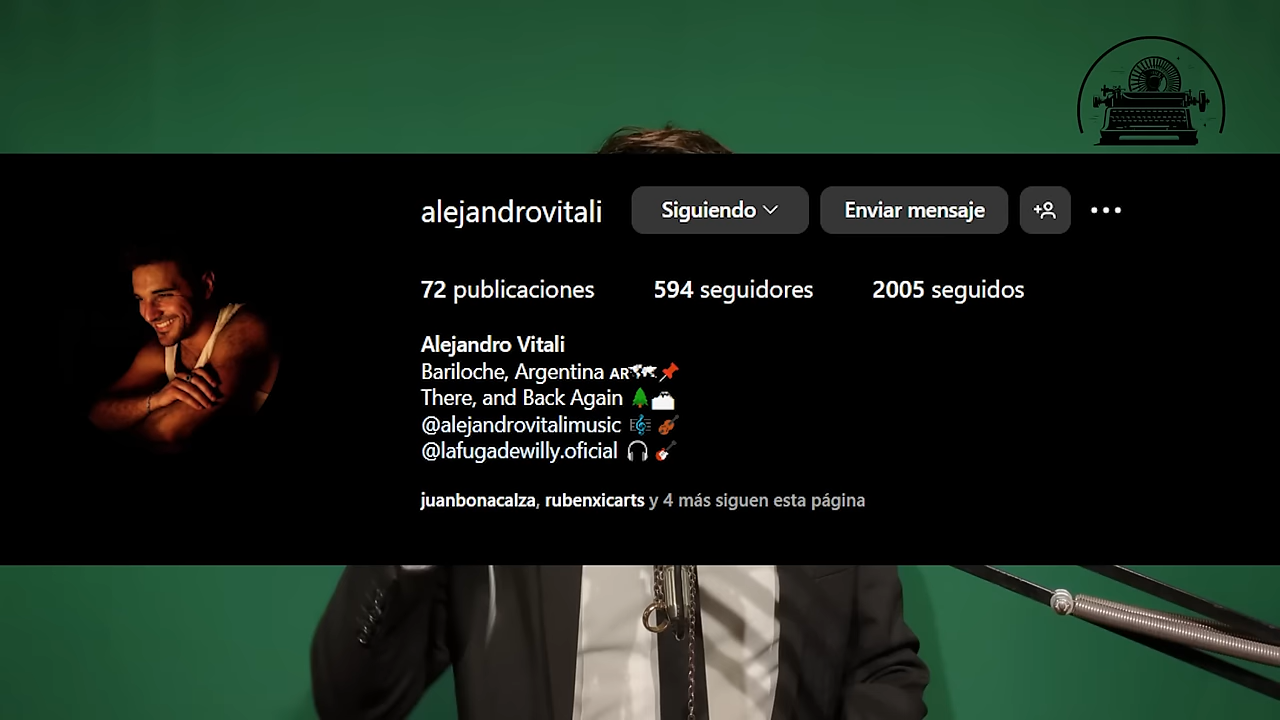 alejandrovitali Siguiendo Enviar mensaje
72 publicaciones 594 seguidores 2005 seguidos
Alejandro Vitali
Bariloche, Argentina AR🗺️📌
There, and Back Again 🌲🏔️
@alejandrovitalimusic 🎼 🎻
@lafugadewilly.oficial 🎧 🎸
juanbonacalza, rubenxicarts y 4 más siguen esta página